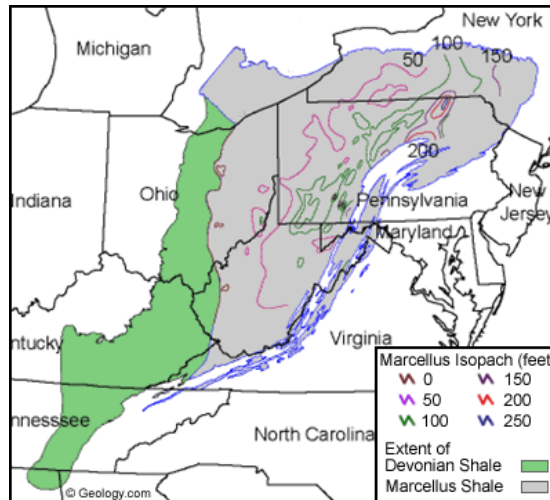 New York
Michigan
50
100
150
200
Indiana
Ohio
Pennsylvania
New
Jersey
Maryland
ntucky
Virginia
nnesssee
North Carolina
Marcellus Isopach (feet
0
50
100
150
200
250
Extent of
Devonian Shale
Marcellus Shale
© Geology.com